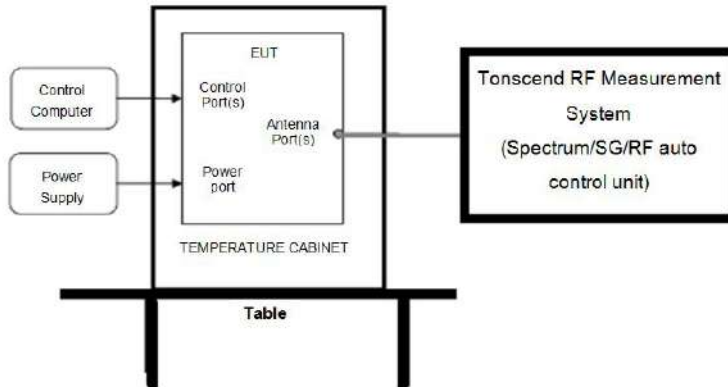 EUT
Control
Computer
Control
Port(s)
Antenna
Port(s)
Power
Supply
Power
port
TEMPERATURE CABINET
Table
Tonscend RF Measurement
System
(Spectrum/SG/RF auto
control unit)